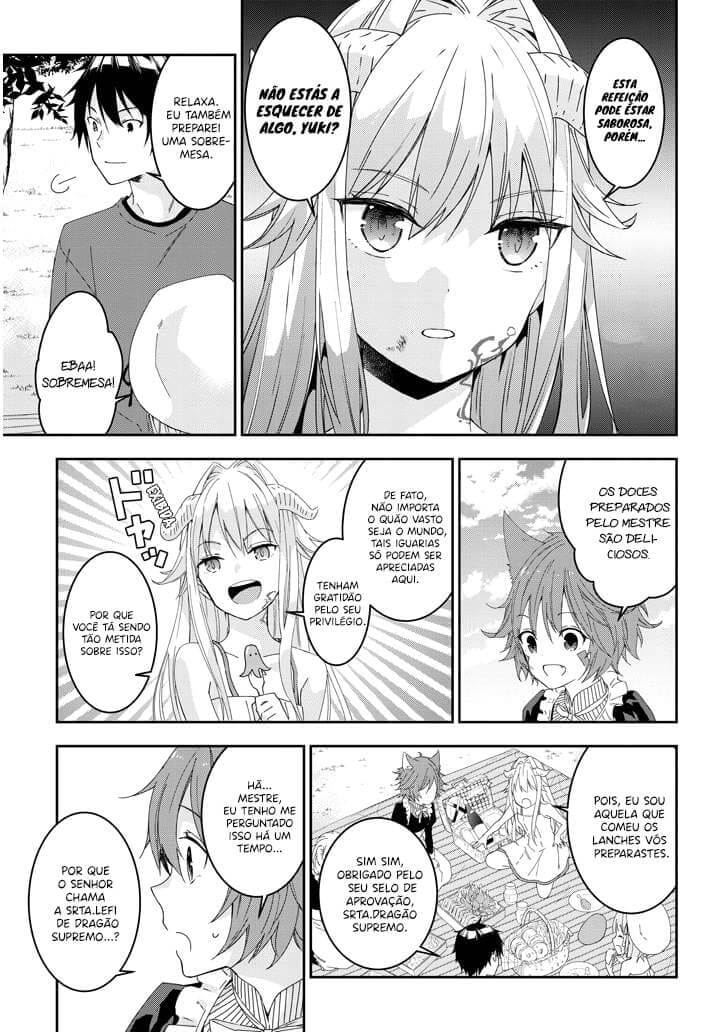 ESTA
REFEIÇÃO
PODE ESTAR
SABOROSA,
PORÉM...
NÃO ESTÁS A
ESQUECER DE
ALGO, YUKI?
RELAXA.
EU TAMBÉM
PREPAREI
UMA SOBRE-
MESA.
EBAA!
SOBREMESA!
OS DOCES
PREPARADOS
PELO MESTRE
SÃO DELI-
CIOSOS.
DE FATO,
NÃO IMPORTA
O QUÃO VASTO
SEJA O MUNDO,
TAIS IGUARIAS
SÓ PODEM SER
APRECIADAS
AQUI.
TENHAM
GRATIDÃO
PELO SEU
PRIVILÉGIO.
EXIBIDA
ドヤッ
POR QUE
VOCÊ TÁ SENDO
TÃO METIDA
SOBRE ISSO?
POIS, EU SOU
AQUELA QUE
COMEU OS
LANCHES VÓS
PREPARASTES.
SIM SIM,
OBRIGADO PELO
SEU SELO DE
APROVAÇÃO,
SRTA.DRAGÃO
SUPREMO.
HÃ...
MESTRE,
EU TENHO ME
PERGUNTADO
ISSO HÁ UM
TEMPO...
POR QUE
O SENHOR
CHAMA
A SRTA.LEFI
DE DRAGÃO
SUPREMO...?